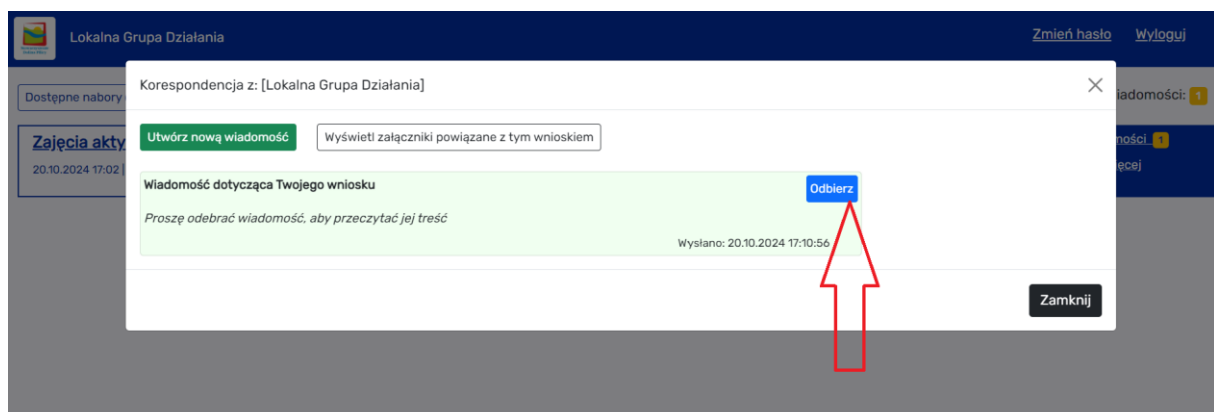 Lokalna Grupa Działania
Zmień hasło Wyloguj
Korespondencja z: [Lokalna Grupa Działania]
Dostępne nabory
iadomości: 1
Utwórz nową wiadomość Wyświetl załączniki powiązane z tym wnioskiem
Zajęcia akty
mości 1
20.10.2024 17:02 |
ęcej
Wiadomość dotycząca Twojego wniosku
Odbierz
Proszę odebrać wiadomość, aby przeczytać jej treść
Wysłano: 20.10.2024 17:10:56
Zamknij